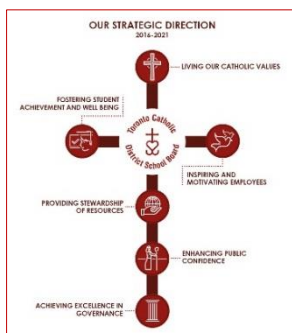 OUR STRATEGIC DIRECTION
2016-2021
LIVING OUR CATHOLIC VALUES
FOSTERING STUDENT
ACHIEVEMENT AND WELL BEING
Toronto Catholic
District School Board
INSPIRING AND
MOTIVATING EMPLOYEES
PROVIDING STEWARDSHIP
OF RESOURCES
ENHANCING PUBLIC
CONFIDENCE
ACHIEVING EXCELLENCE IN
GOVERNANCE